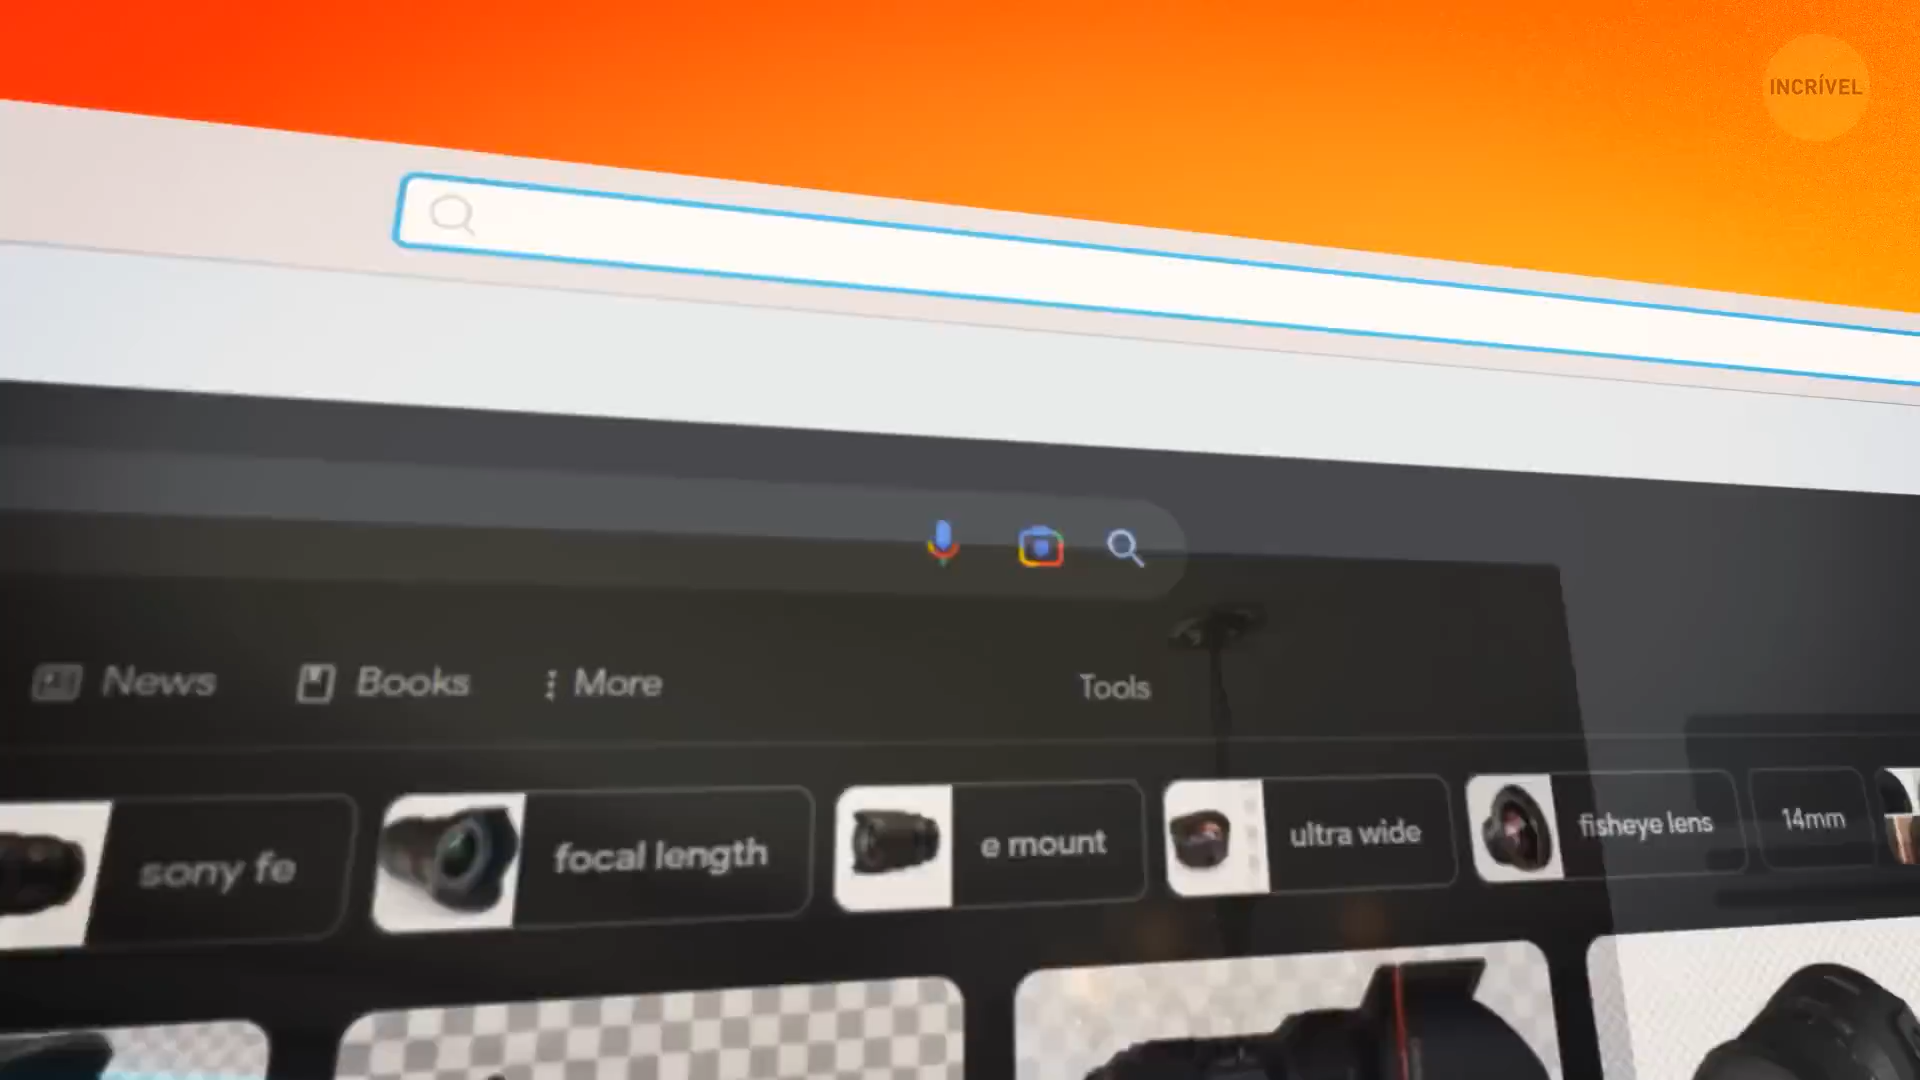 INCRÍVEL
News Books More Tools
sony fe focal length e mount ultra wide fisheye lens 14mm